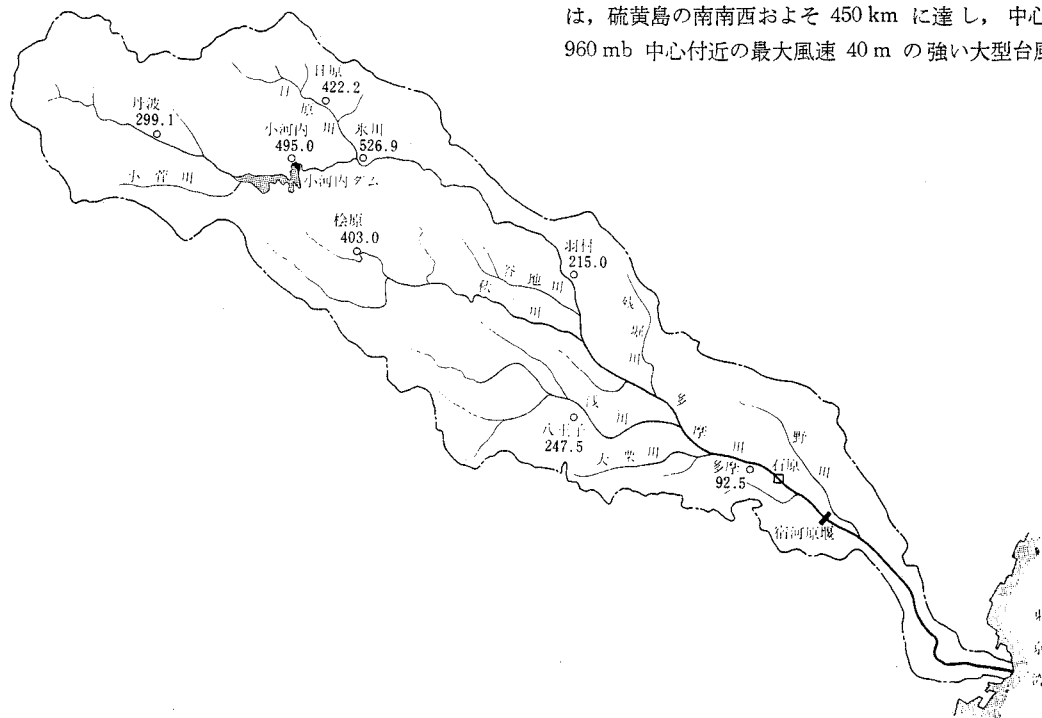 は，硫黄島の南南西およそ 450 km に達し， 中心
960 mb 中心付近の最大風速 40 m の強い大型台風
日原
422.2
日原川
丹波
299.1
小河内
495.0
氷川
526.9
小菅川
小河内ダム
桧原
403.0
羽村
215.0
谷地川
秋川
残堀川
浅川
多摩川
八王子
247.5
大栗川
野川
多摩
92.5
石原
宿河原堰
東京湾